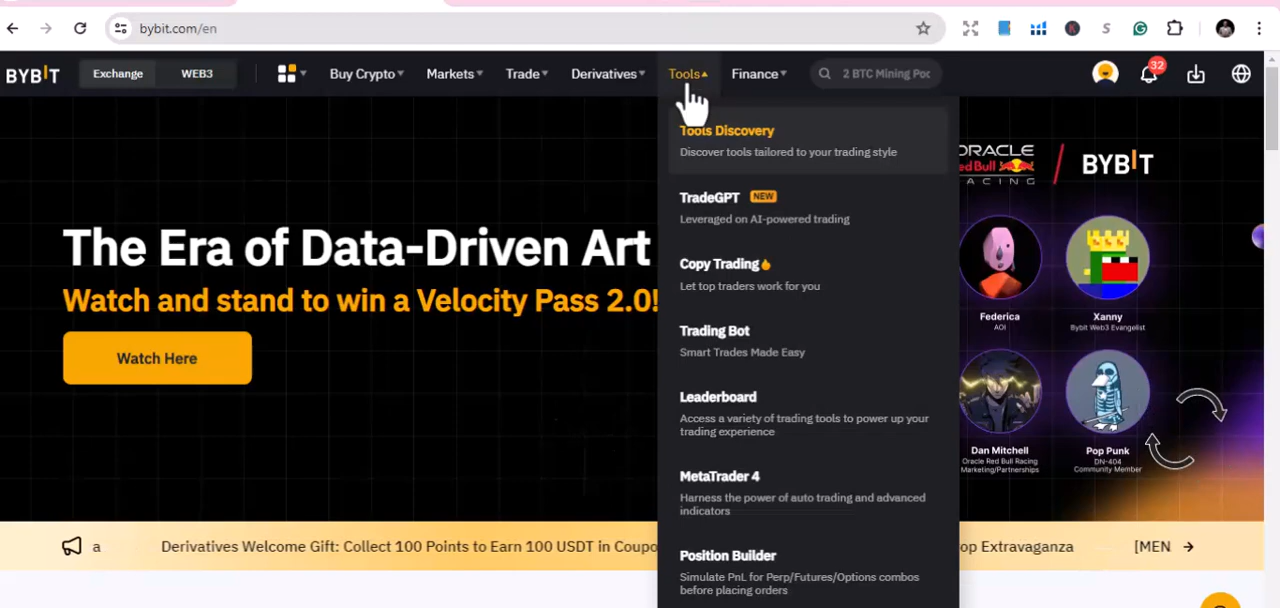 bybit.com/en
BYBIT
Exchange
WEB3
Buy Crypto
Markets
Trade
Derivatives
Tools
Finance
2 BTC Mining Poc
32
Tools Discovery
Discover tools tailored to your trading style
TradeGPT NEW
Leveraged on AI-powered trading
Copy Trading
Let top traders work for you
Trading Bot
Smart Trades Made Easy
Leaderboard
Access a variety of trading tools to power up your
trading experience
MetaTrader 4
Harness the power of auto trading and advanced
indicators
Position Builder
Simulate PnL for Perp/Futures/Options combos
before placing orders
The Era of Data-Driven Art
Watch and stand to win a Velocity Pass 2.0!
Watch Here
ORACLE
Red Bull
RACING
BYBIT
Federica
AOI
Xanny
Bybit Web3 Evangelist
Dan Mitchell
Oracle Red Bull Racing
Marketing/Partnerships
Pop Punk
DN-404
Community Member
a
Derivatives Welcome Gift: Collect 100 Points to Earn 100 USDT in Coupo
op Extravaganza
[MEN